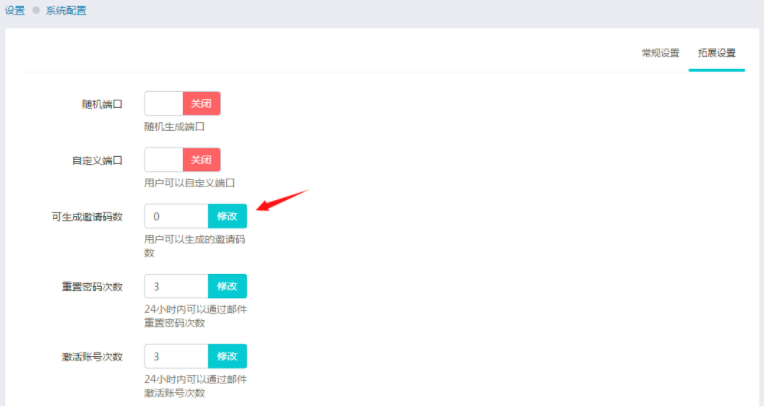 设置 系统配置
常规设置 拓展设置
随机端口 关闭
随机生成端口
自定义端口 关闭
用户可以自定义端口
可生成邀请码数 0 修改
用户可以生成的邀请码
数
重置密码次数 3 修改
24小时内可以通过邮件
重置密码次数
激活账号次数 3 修改
24小时内可以通过邮件
激活账号次数